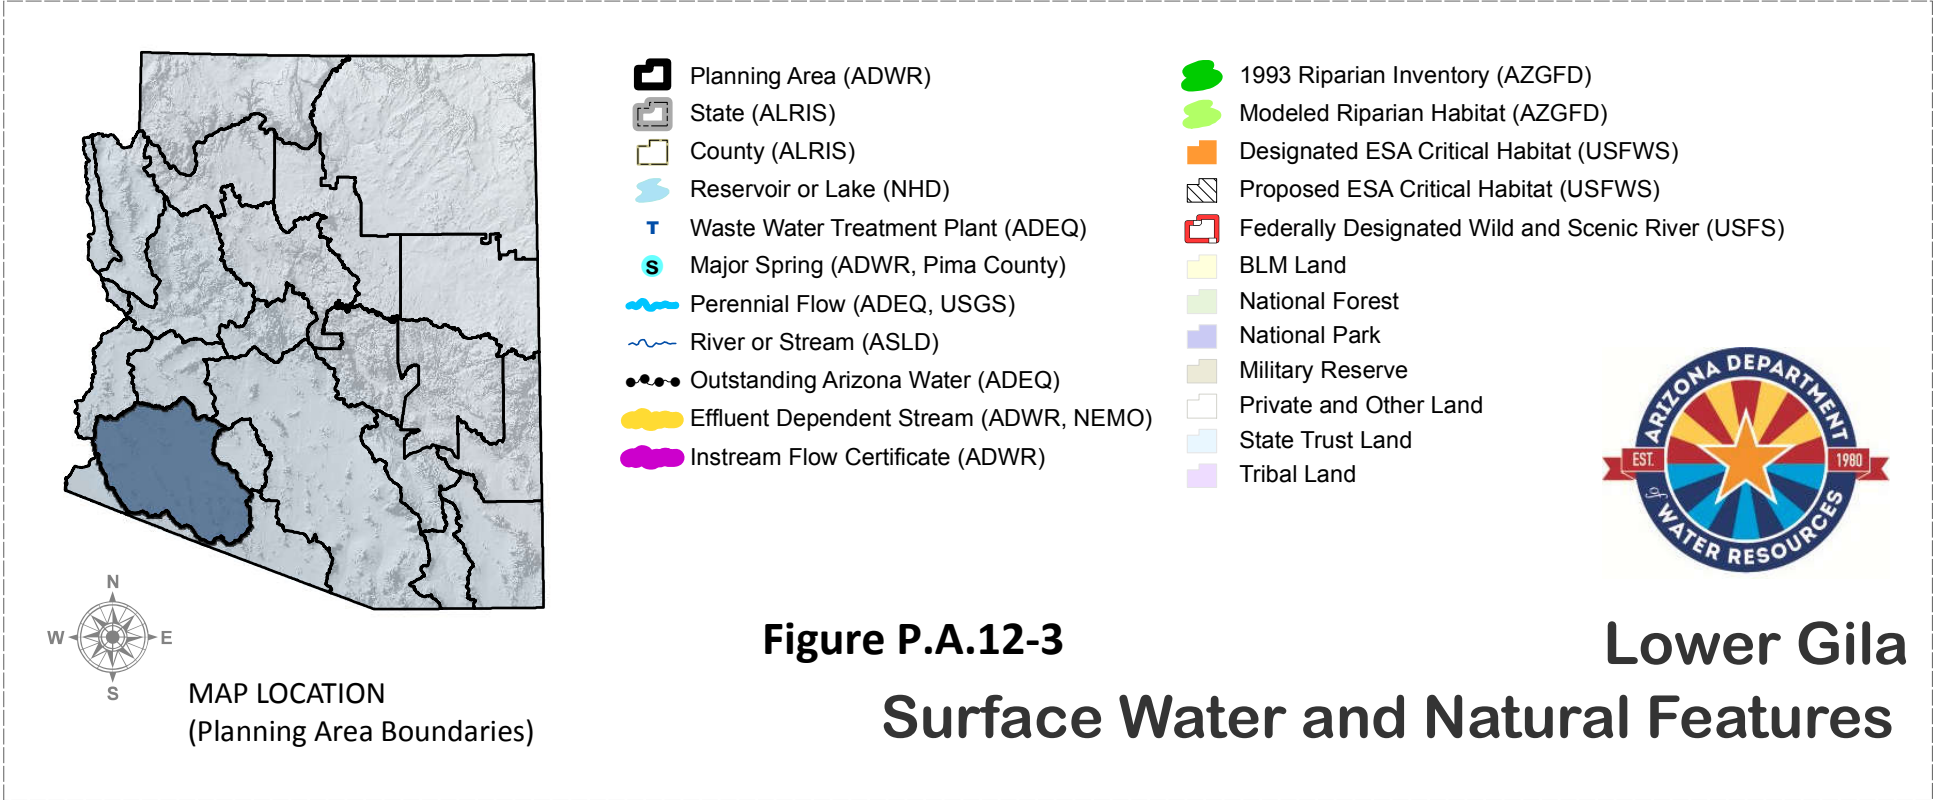 Planning Area (ADWR)
State (ALRIS)
County (ALRIS)
Reservoir or Lake (NHD)
T Waste Water Treatment Plant (ADEQ)
S Major Spring (ADWR, Pima County)
Perennial Flow (ADEQ, USGS)
River or Stream (ASLD)
Outstanding Arizona Water (ADEQ)
Effluent Dependent Stream (ADWR, NEMO)
Instream Flow Certificate (ADWR)
1993 Riparian Inventory (AZGFD)
Modeled Riparian Habitat (AZGFD)
Designated ESA Critical Habitat (USFWS)
Proposed ESA Critical Habitat (USFWS)
Federally Designated Wild and Scenic River (USFS)
BLM Land
National Forest
National Park
Military Reserve
Private and Other Land
State Trust Land
Tribal Land
ARIZONA DEPARTMENT
EST. 1980
of WATER RESOURCES
N
W E
S
MAP LOCATION
(Planning Area Boundaries)
Figure P.A.12-3
Lower Gila
Surface Water and Natural Features